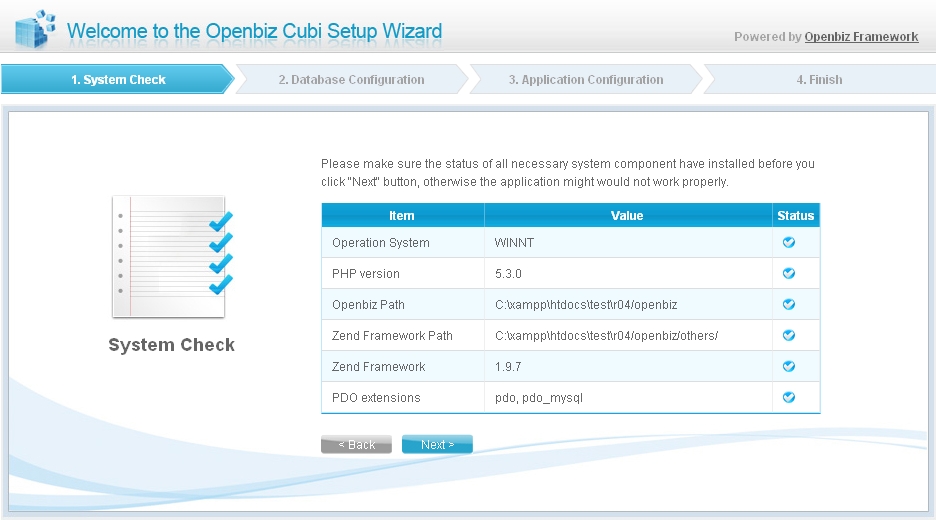 Welcome to the Openbiz Cubi Setup Wizard
Powered by Openbiz Framework
1. System Check 2. Database Configuration 3. Application Configuration 4. Finish
Please make sure the status of all necessary system component have installed before you
click "Next" button, otherwise the application might would not work properly.
Item Value Status
Operation System WINNT
PHP version 5.3.0
Openbiz Path C:\xampp\htdocs\test\r04/openbiz
Zend Framework Path C:\xampp\htdocs\test\r04/openbiz/others/
Zend Framework 1.9.7
PDO extensions pdo, pdo_mysql
System Check
< Back Next >